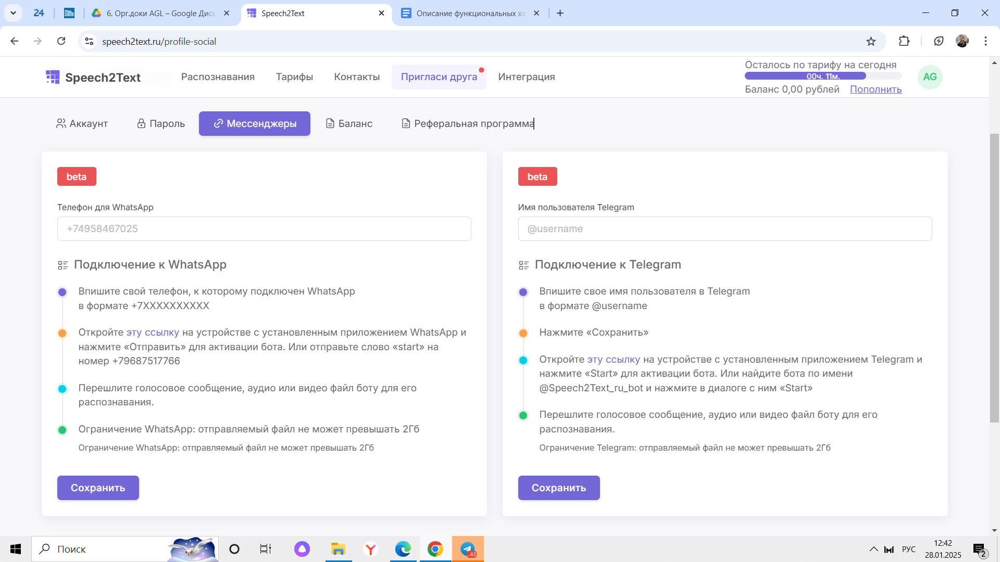 24
6. Орг.доки AGL – Google Диск
Speech2Text
Описание функциональных ха
speech2text.ru/profile-social
Speech2Text
Распознавания
Тарифы
Контакты
Пригласи друга
Интеграция
Осталось по тарифу на сегодня
00ч. 11м.
Баланс 0,00 рублей Пополнить
AG
Аккаунт
Пароль
Мессенджеры
Баланс
Реферальная программа
beta
Телефон для WhatsApp
+74958467025
Подключение к WhatsApp
Впишите свой телефон, к которому подключен WhatsApp
в формате +7XXXXXXXXXX
Откройте эту ссылку на устройстве с установленным приложением WhatsApp и
нажмите «Отправить» для активации бота. Или отправьте слово «start» на
номер +79687517766
Перешлите голосовое сообщение, аудио или видео файл боту для его
распознавания.
Ограничение WhatsApp: отправляемый файл не может превышать 2Гб
Ограничение WhatsApp: отправляемый файл не может превышать 2Гб
Сохранить
beta
Имя пользователя Telegram
@username
Подключение к Telegram
Впишите свое имя пользователя в Telegram
в формате @username
Нажмите «Сохранить»
Откройте эту ссылку на устройстве с установленным приложением Telegram и
нажмите «Start» для активации бота. Или найдите бота по имени
@Speech2Text_ru_bot и нажмите в диалоге с ним «Start»
Перешлите голосовое сообщение, аудио или видео файл боту для его
распознавания.
Ограничение Telegram: отправляемый файл не может превышать 2Гб
Сохранить
Поиск
..43
РУС
12:42
28.01.2025
2